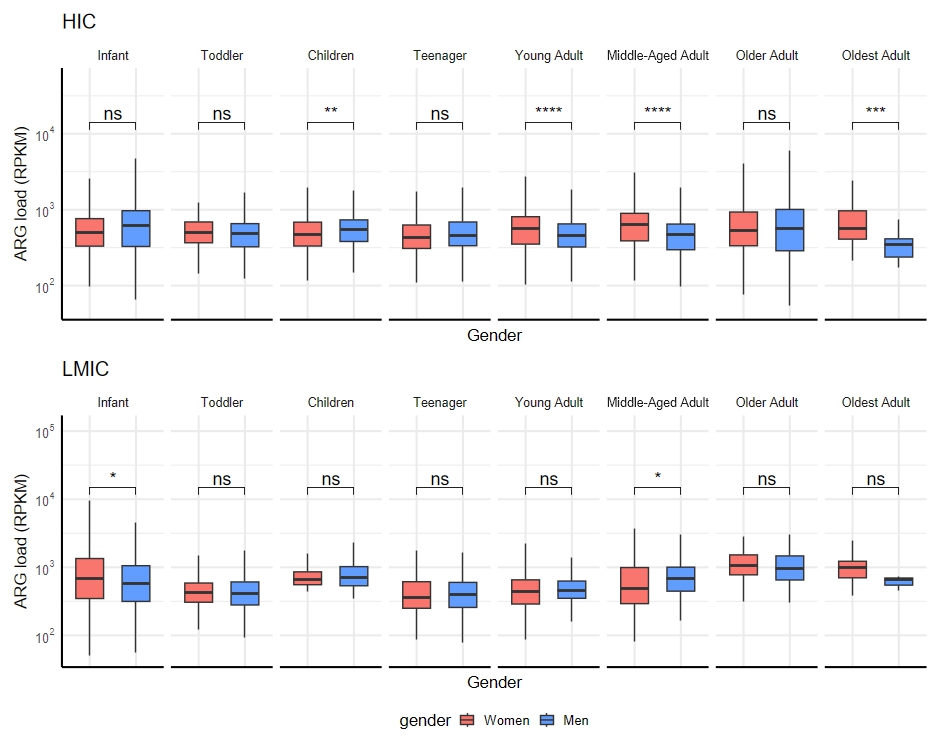 HIC
Infant Toddler Children Teenager Young Adult Middle-Aged Adult Older Adult Oldest Adult
ns ns ** ns **** **** ns ***
10^4
10^3
10^2
ARG load (RPKM)
Gender
LMIC
Infant Toddler Children Teenager Young Adult Middle-Aged Adult Older Adult Oldest Adult
10^5
* ns ns ns ns * ns ns
10^4
10^3
10^2
ARG load (RPKM)
Gender
gender Women Men